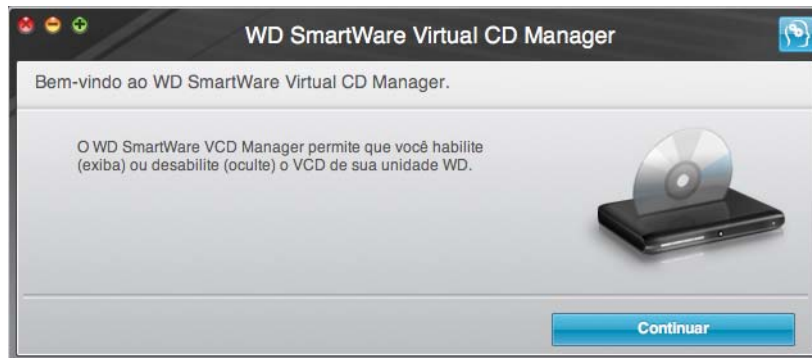 WD SmartWare Virtual CD Manager
Bem-vindo ao WD SmartWare Virtual CD Manager.
O WD SmartWare VCD Manager permite que você habilite
(exiba) ou desabilite (oculte) o VCD de sua unidade WD.
Continuar